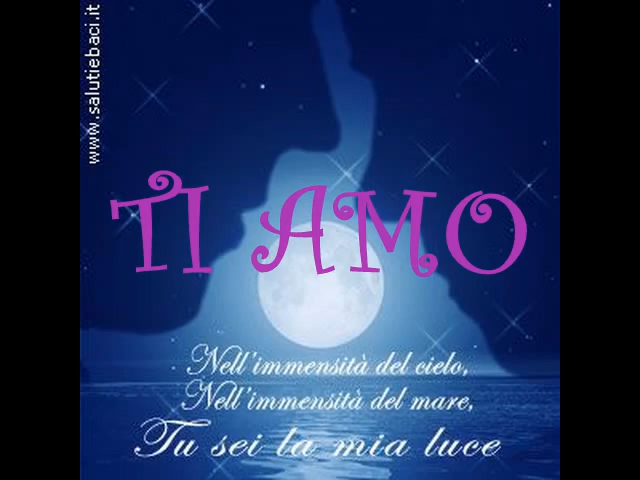 www.salutiebaci.it
TI AMO
Nell'immensità del cielo,
Nell'immensità del mare,
Tu sei la mia luce